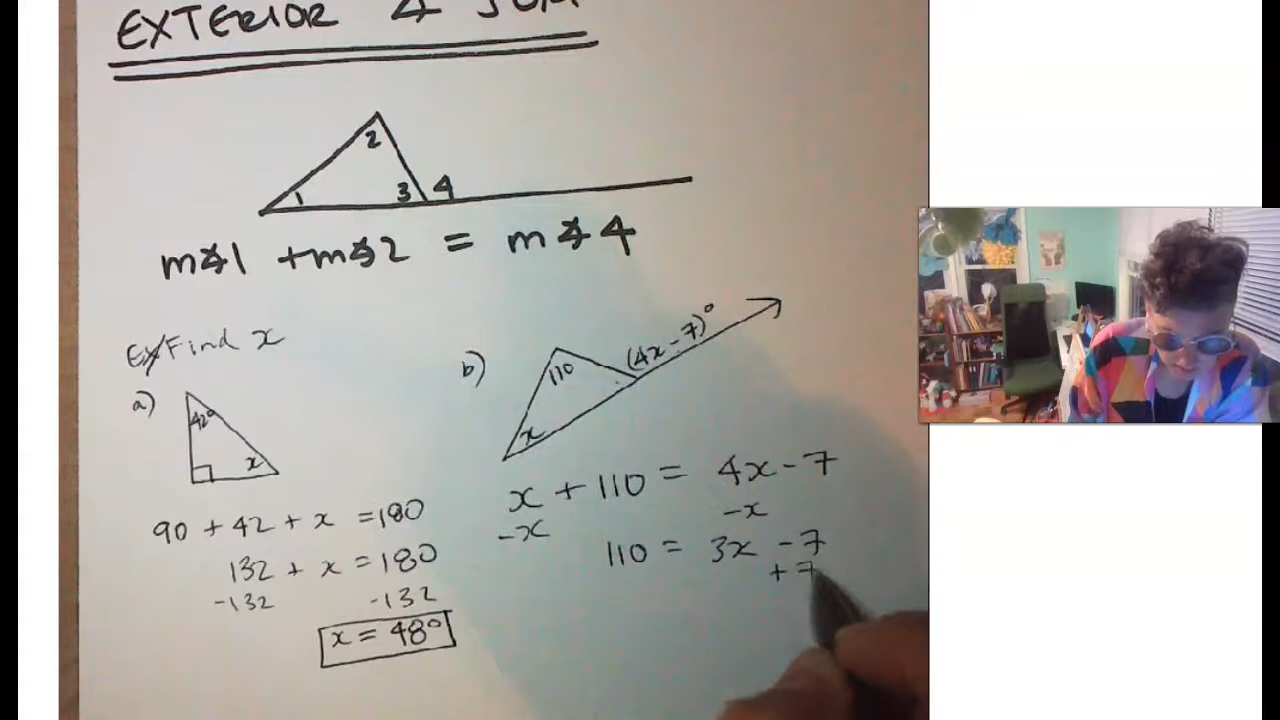 EXTERIOR ∡ SUM
2
1 3 4
m∡1 + m∡2 = m∡4
Ex/ Find x
a)
42°
x
90 + 42 + x = 180
132 + x = 180
-132 -132
x = 48°
b)
110
(4x - 7)°
x
x + 110 = 4x - 7
-x -x
110 = 3x - 7
+ 7